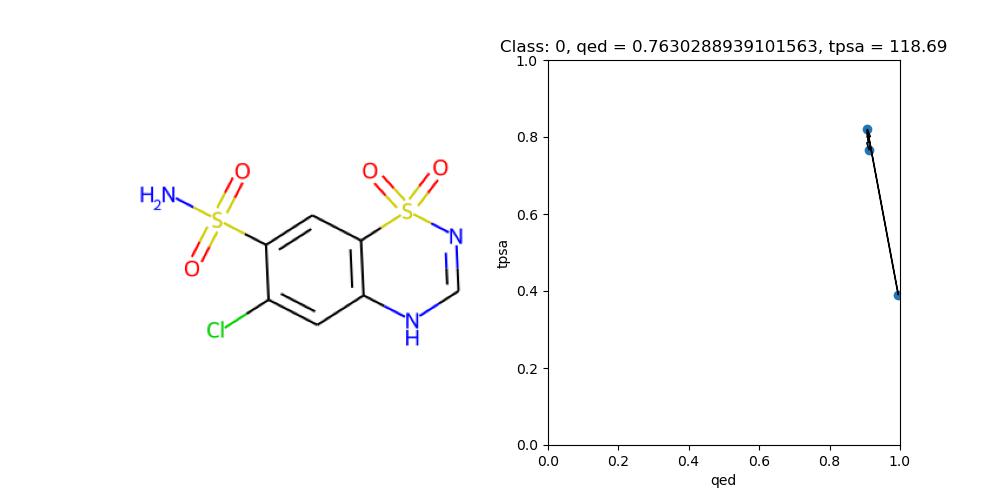 Class: 0, qed = 0.7630288939101563, tpsa = 118.69
1.0
0.8
0.6
0.4
0.2
0.0
tpsa
0.0 0.2 0.4 0.6 0.8 1.0
qed
O O O
H2N S S N
O
Cl N
H